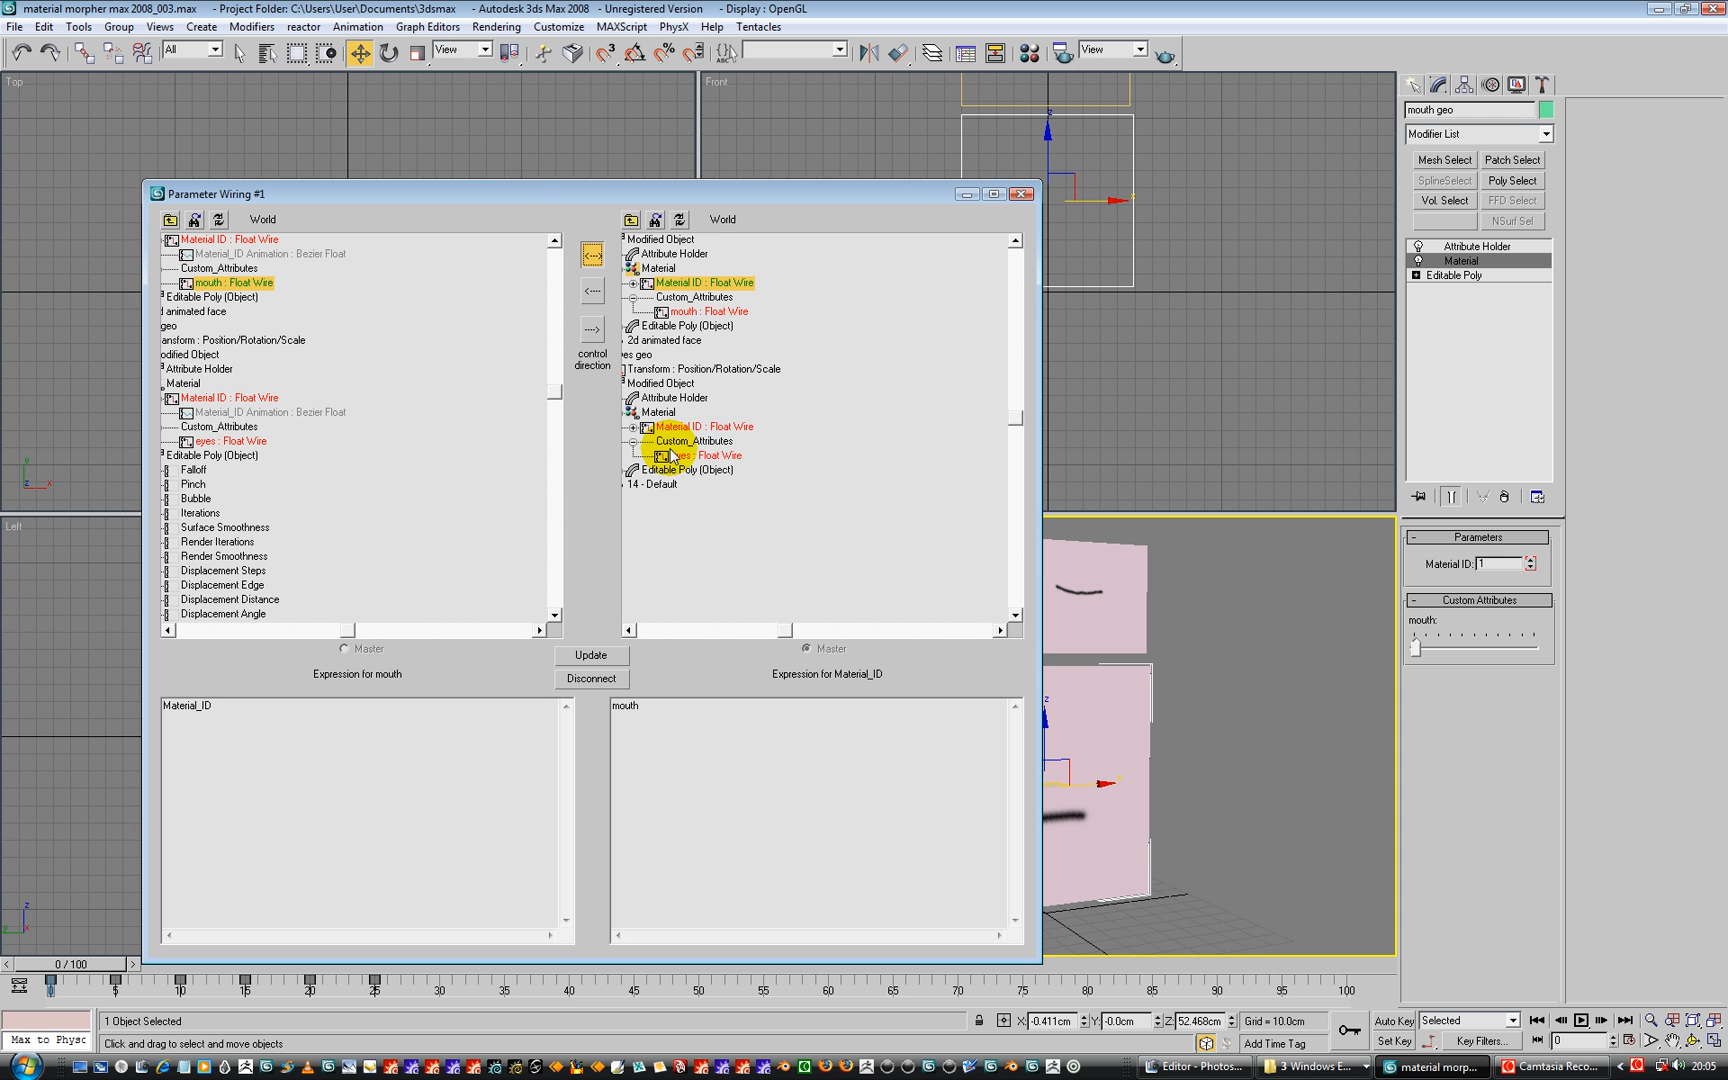 material morpher max 2008_003.max - Project Folder: C:\Users\User\Documents\3dsmax - Autodesk 3ds Max 2008 - Unregistered Version - Display : OpenGL
File Edit Tools Group Views Create Modifiers reactor Animation Graph Editors Rendering Customize MAXScript PhysX Help Tentacles
All View View
Top
Front
mouth geo
Modifier List
Mesh Select Patch Select
SplineSelect Poly Select
Vol. Select FFD Select
NSurf Sel
Attribute Holder
Material
Editable Poly
Parameter Wiring #1
World
Material ID : Float Wire
Material_ID Animation : Bezier Float
Custom_Attributes
mouth : Float Wire
Editable Poly (Object)
animated face
geo
ansform : Position/Rotation/Scale
odified Object
Attribute Holder
Material
Material ID : Float Wire
Material_ID Animation : Bezier Float
Custom_Attributes
eyes : Float Wire
Editable Poly (Object)
Falloff
Pinch
Bubble
Iterations
Surface Smoothness
Render Iterations
Render Smoothness
Displacement Steps
Displacement Edge
Displacement Distance
Displacement Angle
<--->
<----
---->
control
direction
World
Modified Object
Attribute Holder
Material
Material ID : Float Wire
Custom_Attributes
mouth : Float Wire
Editable Poly (Object)
2d animated face
es geo
Transform : Position/Rotation/Scale
Modified Object
Attribute Holder
Material
Material ID : Float Wire
Custom_Attributes
: Float Wire
Editable Poly (Object)
14 - Default
Master
Update
Master
Expression for mouth
Disconnect
Expression for Material_ID
Material_ID
mouth
Left
Parameters
Material ID: 1
Custom Attributes
mouth:
0 / 100
0 5 10 15 20 25 30 35 40 45 50 55 60 65 70 75 80 85 90 95 100
1 Object Selected
X: -0.411cm Y: -0.0cm Z: 52.468cm Grid = 10.0cm
Auto Key Selected
Max to Physc
Click and drag to select and move objects
Add Time Tag
Set Key Key Filters... 0
Editor - Photos... 3 Windows E... material morp... Camtasia Reco... 20:05